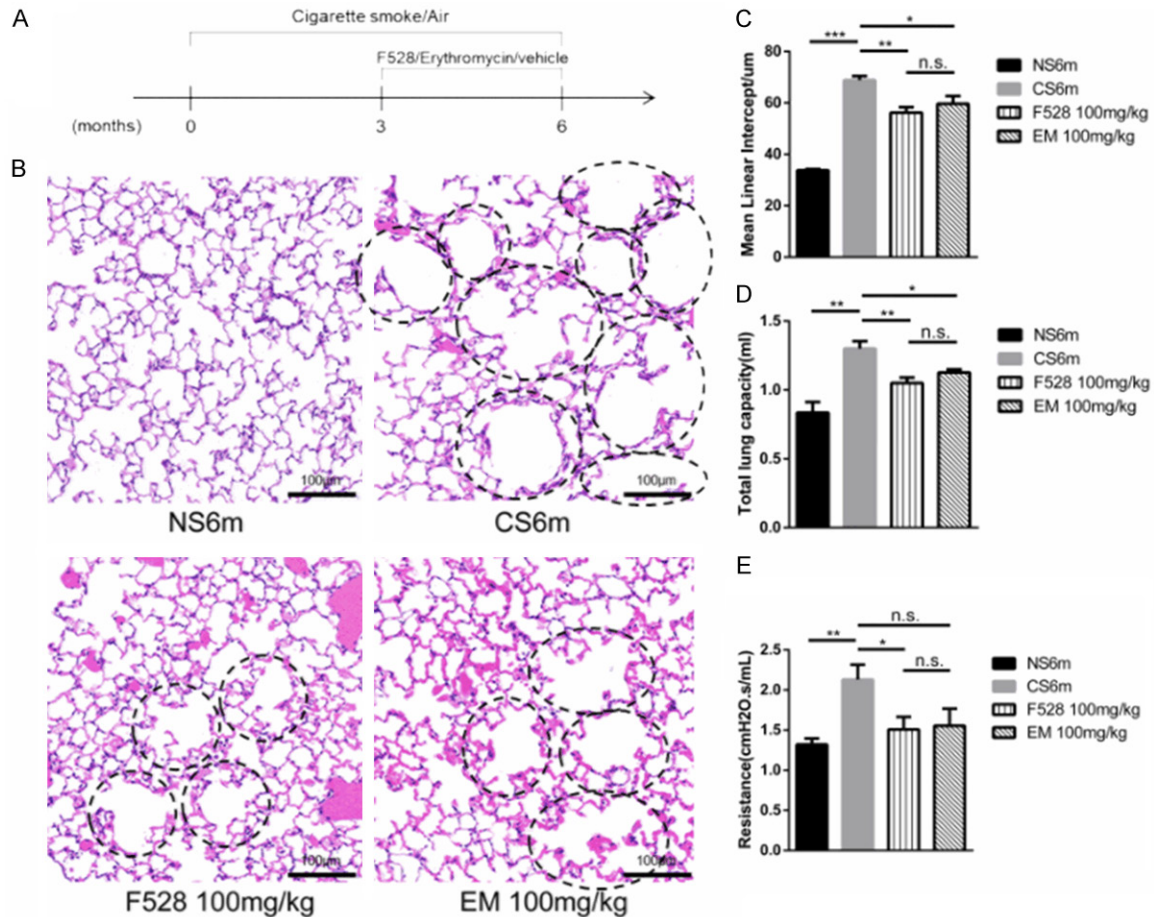 A
Cigarette smoke/Air
F528/Erythromycin/vehicle
(months)
0
3
6
B
100μm
100μm
NS6m
CS6m
100μm
100μm
F528 100mg/kg
EM 100mg/kg
C
*
***
**
n.s.
Mean Linear Intercept/um
80
60
40
20
0
NS6m
CS6m
F528 100mg/kg
EM 100mg/kg
D
*
**
**
n.s.
Total lung capacity(ml)
1.5
1.0
0.5
0.0
NS6m
CS6m
F528 100mg/kg
EM 100mg/kg
E
n.s.
**
*
n.s.
Resistance(cmH2O.s/mL)
2.5
2.0
1.5
1.0
0.5
0.0
NS6m
CS6m
F528 100mg/kg
EM 100mg/kg